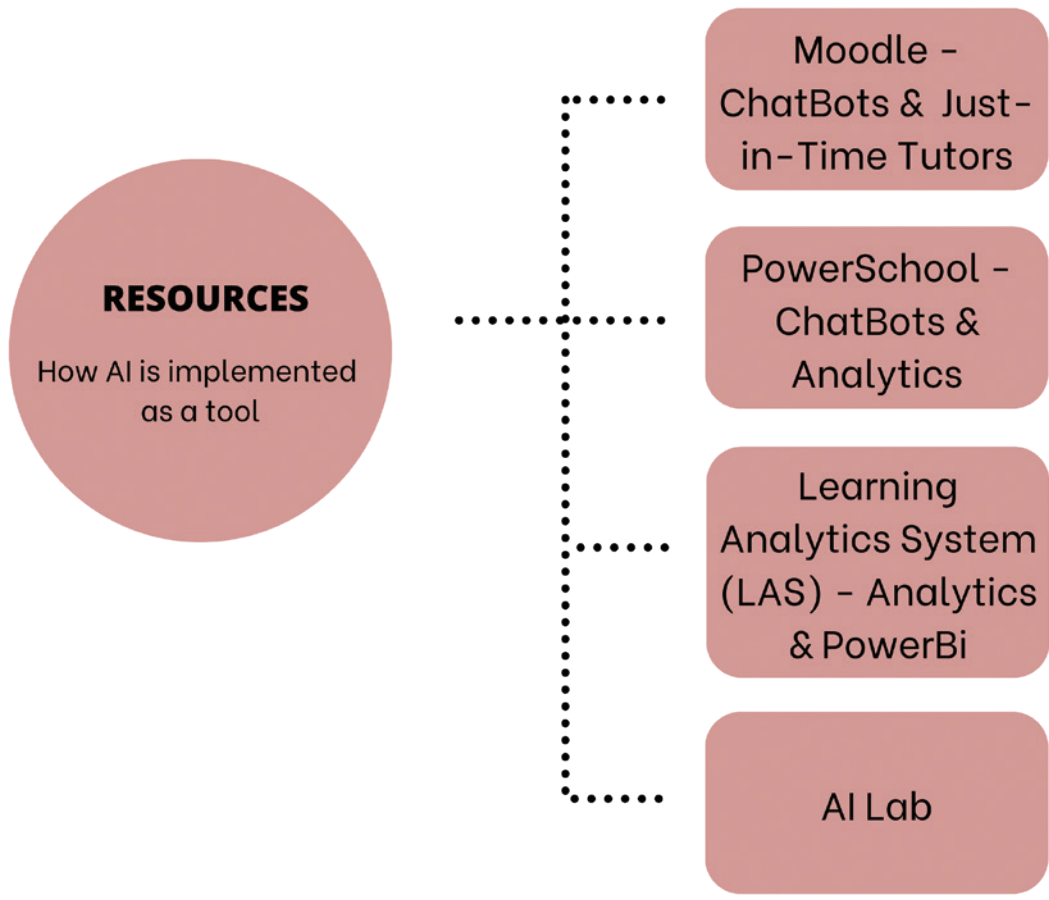 RESOURCES
How AI is implemented
as a tool
Moodle -
ChatBots & Just-
in-Time Tutors
PowerSchool -
ChatBots &
Analytics
Learning
Analytics System
(LAS) - Analytics
& PowerBi
AI Lab